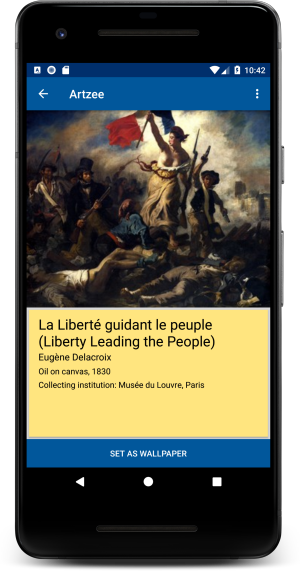 10:42
Artzee
La Liberté guidant le peuple
(Liberty Leading the People)
Eugène Delacroix
Oil on canvas, 1830
Collecting institution: Musée du Louvre, Paris
SET AS WALLPAPER